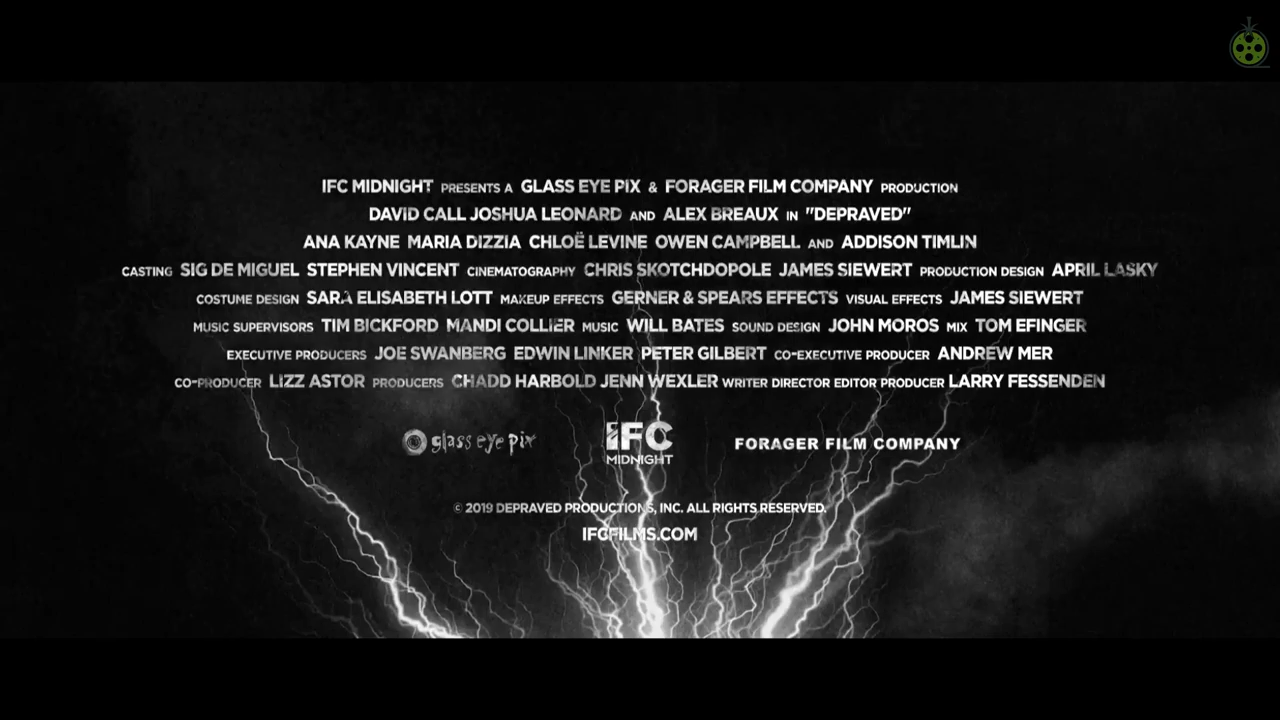 IFC MIDNIGHT PRESENTS A GLASS EYE PIX & FORAGER FILM COMPANY PRODUCTION
DAVID CALL JOSHUA LEONARD AND ALEX BREAUX IN "DEPRAVED"
ANA KAYNE MARIA DIZZIA CHLOË LEVINE OWEN CAMPBELL AND ADDISON TIMLIN
CASTING SIG DE MIGUEL STEPHEN VINCENT CINEMATOGRAPHY CHRIS SKOTCHDOPOLE JAMES SIEWERT PRODUCTION DESIGN APRIL LASKY
COSTUME DESIGN SARA ELISABETH LOTT MAKEUP EFFECTS GERNER & SPEARS EFFECTS VISUAL EFFECTS JAMES SIEWERT
MUSIC SUPERVISORS TIM BICKFORD MANDI COLLIER MUSIC WILL BATES SOUND DESIGN JOHN MOROS MIX TOM EFINGER
EXECUTIVE PRODUCERS JOE SWANBERG EDWIN LINKER PETER GILBERT CO-EXECUTIVE PRODUCER ANDREW MER
CO-PRODUCER LIZZ ASTOR PRODUCERS CHADD HARBOLD JENN WEXLER WRITER DIRECTOR EDITOR PRODUCER LARRY FESSENDEN
glass eye pix IFC MIDNIGHT FORAGER FILM COMPANY
© 2019 DEPRAVED PRODUCTIONS, INC. ALL RIGHTS RESERVED.
IFCFILMS.COM